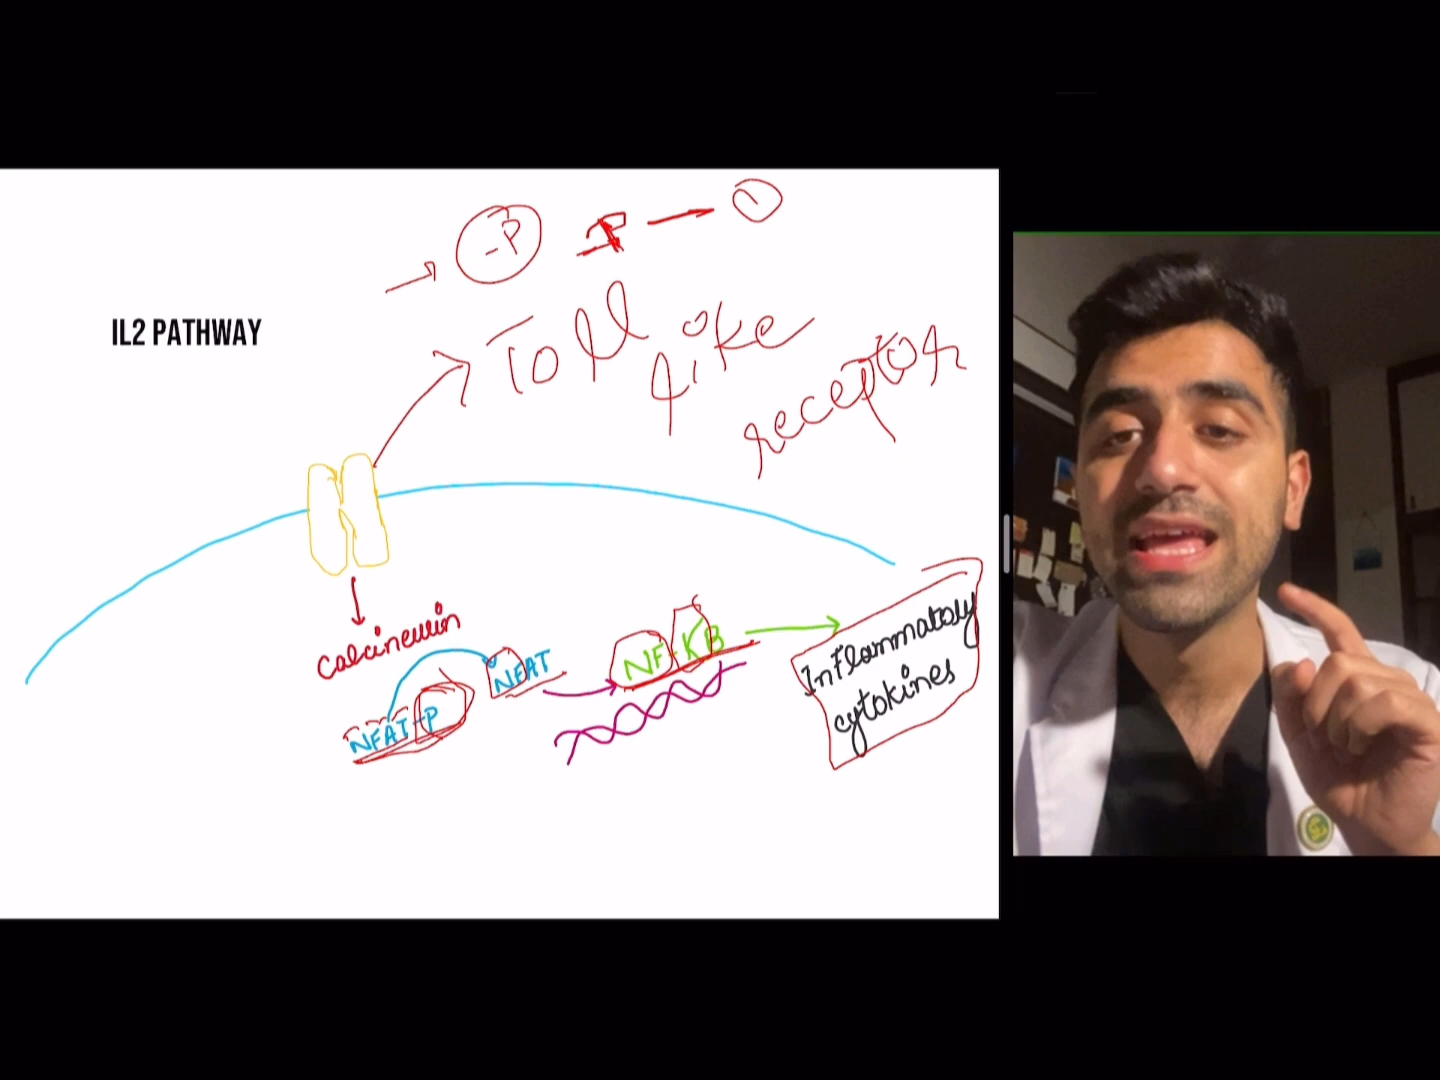 -P
P
IL2 PATHWAY
Toll like receptor
calcineurin
NFAT
NFAT-P
NF-KB
Inflammatory
cytokines